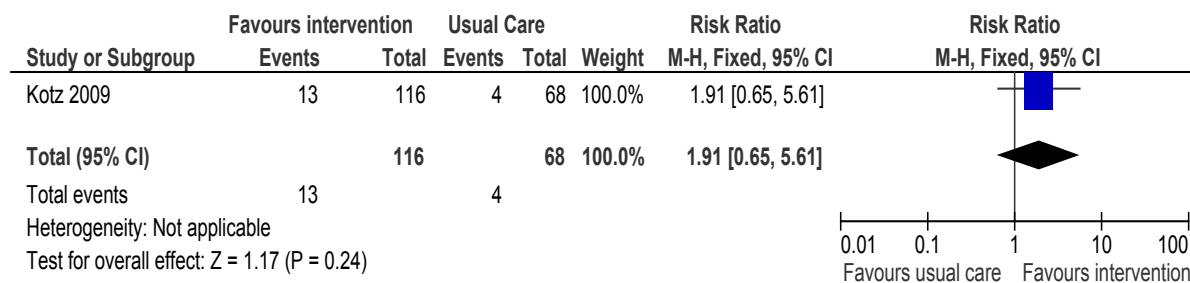 Favours intervention Usual Care Risk Ratio Risk Ratio
Study or Subgroup Events Total Events Total Weight M-H, Fixed, 95% CI M-H, Fixed, 95% CI
Kotz 2009 13 116 4 68 100.0% 1.91 [0.65, 5.61]
Total (95% CI) 116 68 100.0% 1.91 [0.65, 5.61]
Total events 13 4
Heterogeneity: Not applicable
Test for overall effect: Z = 1.17 (P = 0.24)
0.01 0.1 1 10 100
Favours usual care Favours intervention